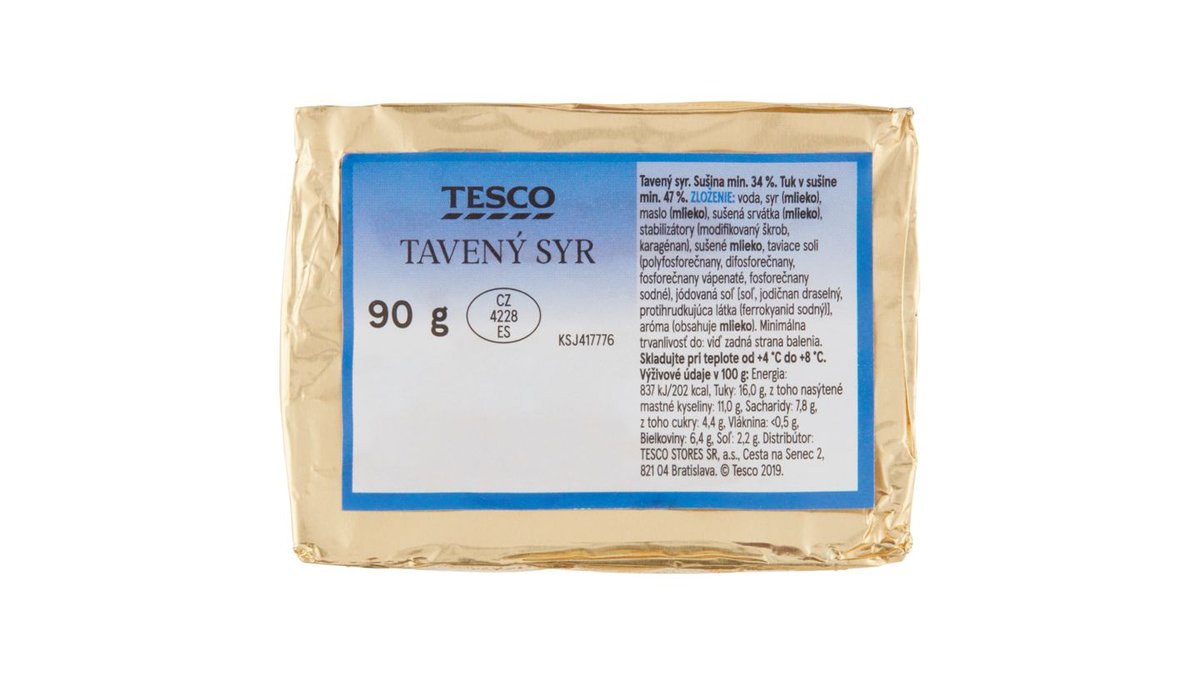 TESCO
TAVENÝ SYR
90 g
CZ
4228
ES
KSJ417776
Tavený syr. Sušina min. 34 %. Tuk v sušine
min. 47 %. ZLOŽENIE: voda, syr (mlieko),
maslo (mlieko), sušená srvátka (mlieko),
stabilizátory (modifikovaný škrob,
karagénan), sušené mlieko, taviace soli
(polyfosforečnany, difosforečnany,
fosforečnany vápenaté, fosforečnany
sodné), jódovaná soľ [soľ, jodičnan draselný,
protihrudkujúca látka (ferrokyanid sodný)],
aróma (obsahuje mlieko). Minimálna
trvanlivosť do: viď zadná strana balenia.
Skladujte pri teplote od +4 °C do +8 °C.
Výživové údaje v 100 g: Energia:
837 kJ/202 kcal, Tuky: 16,0 g, z toho nasýtené
mastné kyseliny: 11,0 g, Sacharidy: 7,8 g,
z toho cukry: 4,4 g, Vláknina: <0,5 g,
Bielkoviny: 6,4 g, Soľ: 2,2 g. Distribútor:
TESCO STORES SR, a.s., Cesta na Senec 2,
821 04 Bratislava. © Tesco 2019.